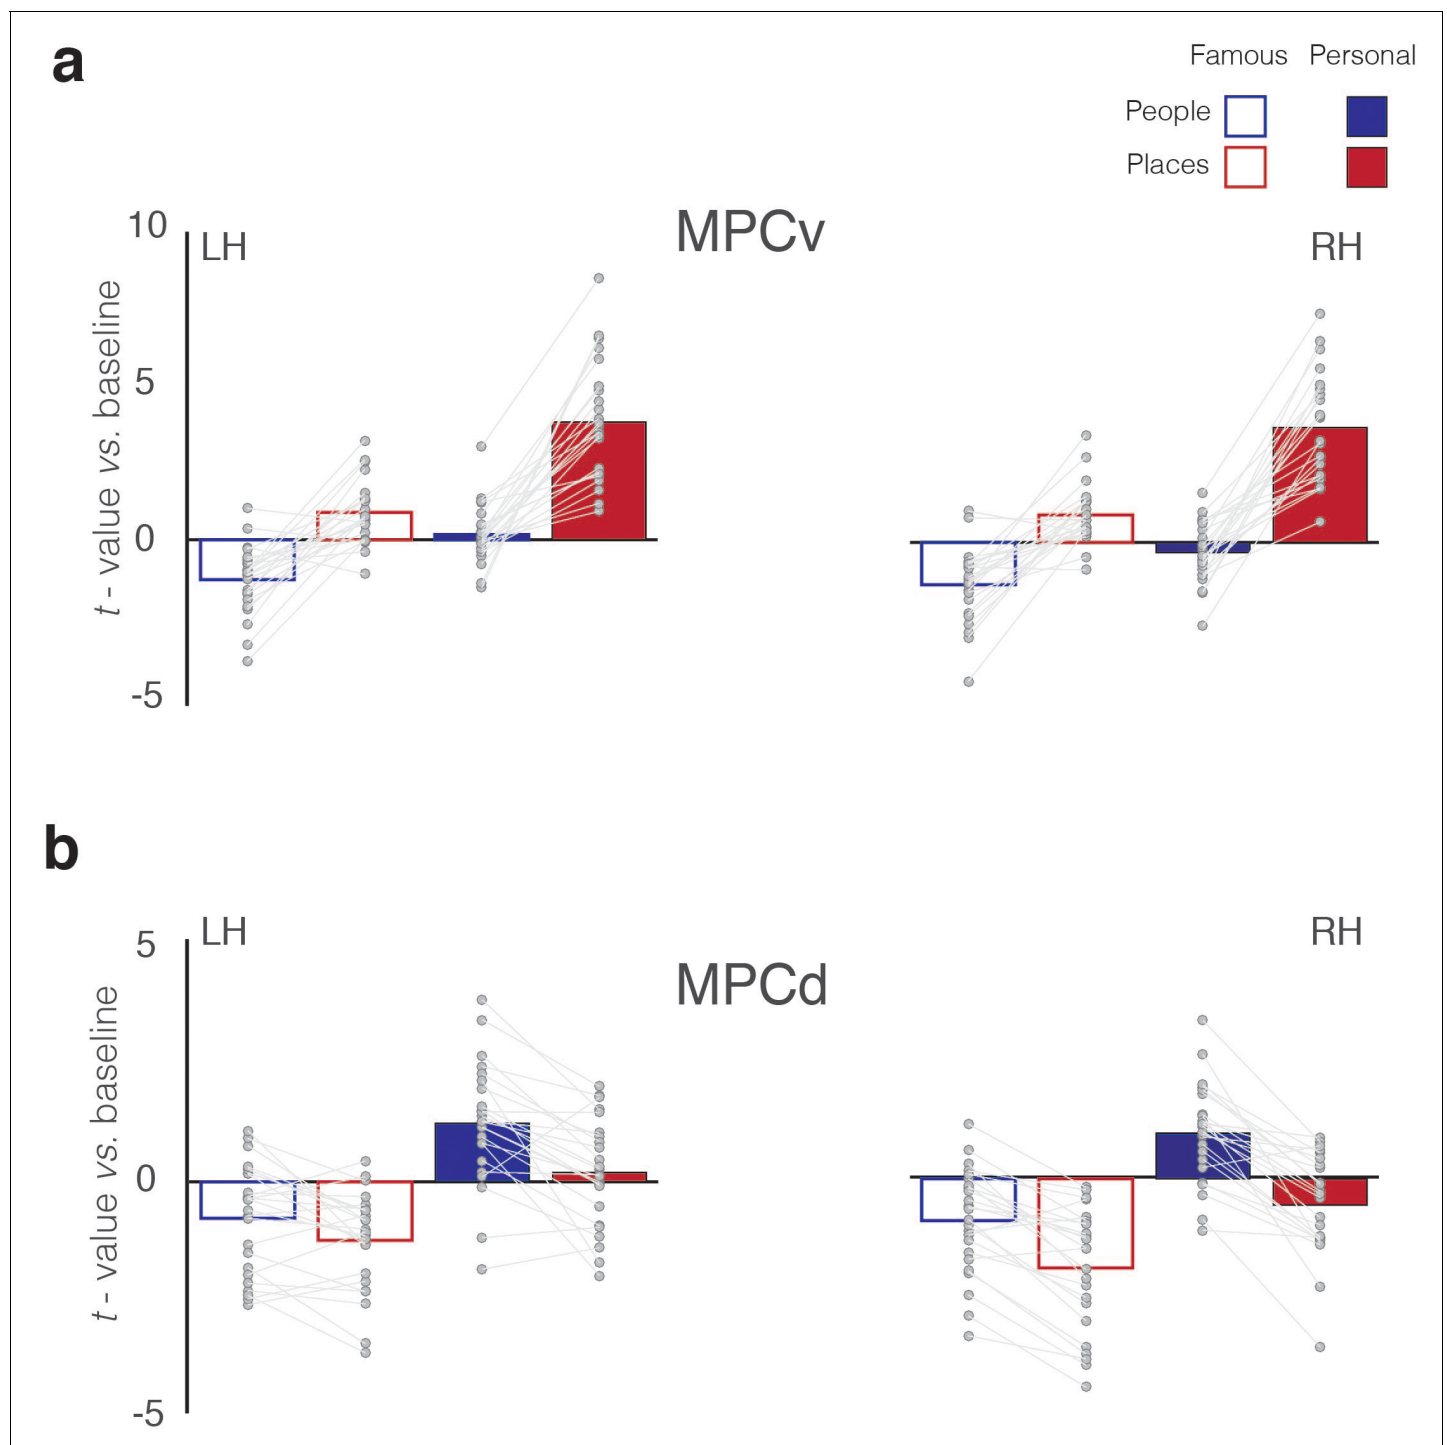 a
Famous Personal
People
Places
MPCv
LH
RH
10
5
0
-5
t - value vs. baseline
b
LH
RH
MPCd
5
0
-5
t - value vs. baseline